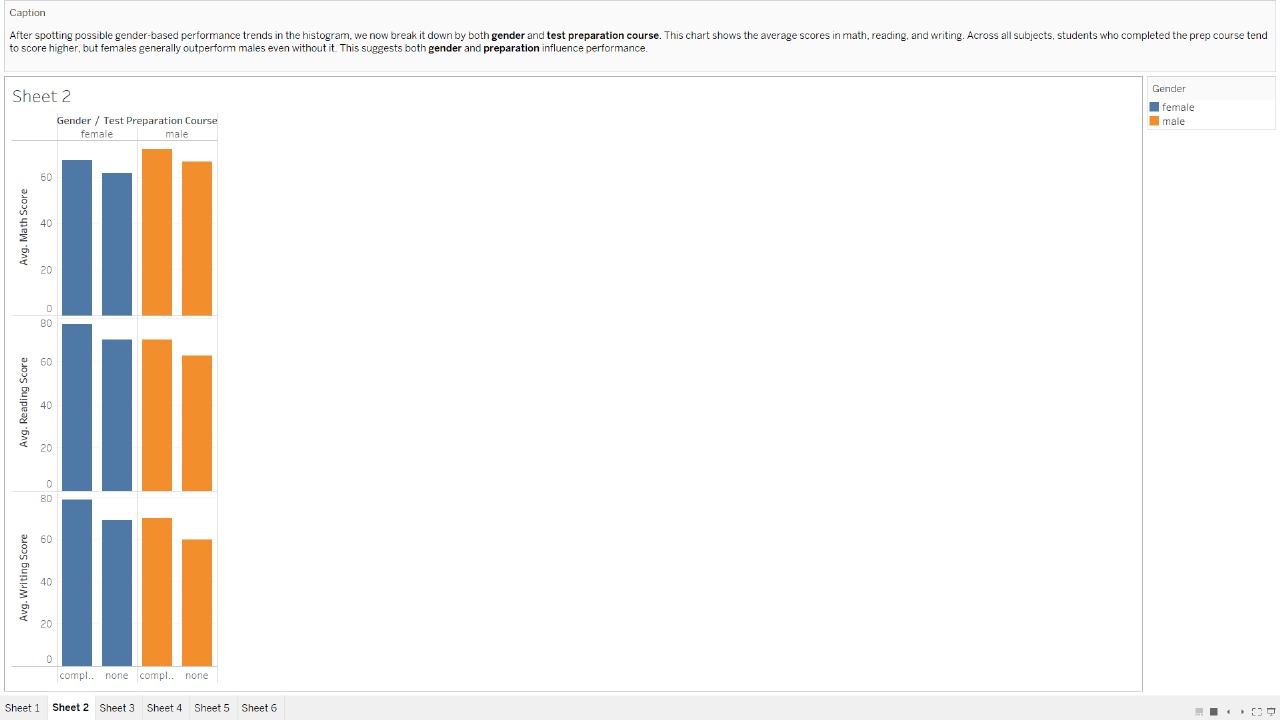 Caption
After spotting possible gender-based performance trends in the histogram, we now break it down by both gender and test preparation course. This chart shows the average scores in math, reading, and writing. Across all subjects, students who completed the prep course tend
to score higher, but females generally outperform males even without it. This suggests both gender and preparation influence performance.
Sheet 2
Gender / Test Preparation Course
female male
Avg. Math Score
60
40
20
0
Avg. Reading Score
80
60
40
20
0
Avg. Writing Score
80
60
40
20
0
compl.. none compl.. none
Gender
female
male
Sheet 1 Sheet 2 Sheet 3 Sheet 4 Sheet 5 Sheet 6